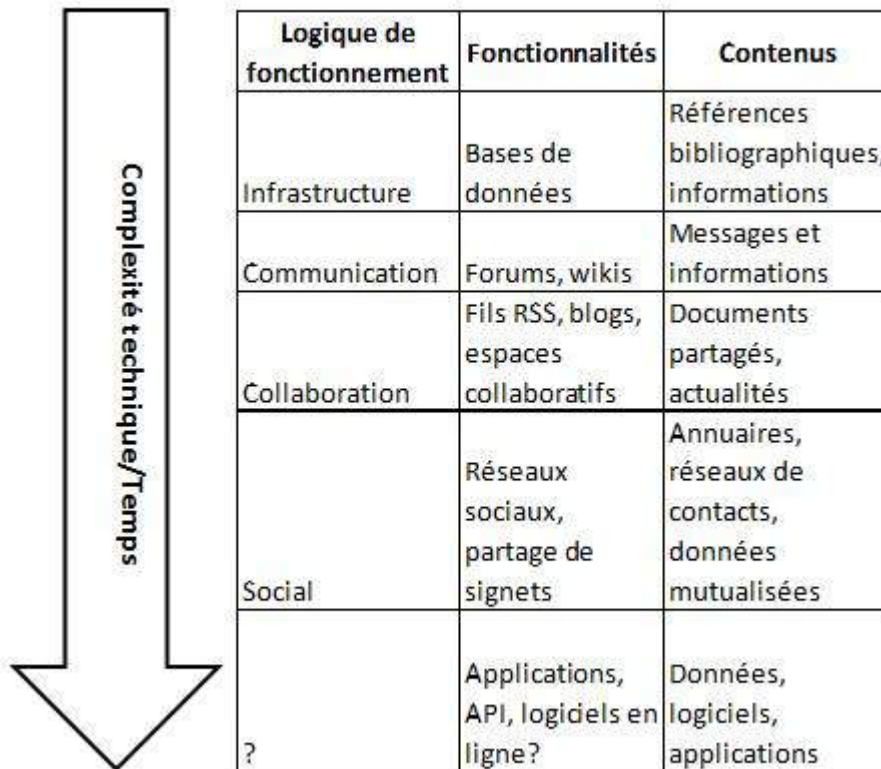 Complexité technique/Temps
Logique de
fonctionnement
Fonctionnalités
Contenus
Infrastructure
Bases de
données
Références
bibliographiques,
informations
Communication
Forums, wikis
Messages et
informations
Collaboration
Fils RSS, blogs,
espaces
collaboratifs
Documents
partagés,
actualités
Social
Réseaux
sociaux,
partage de
signets
Annuaires,
réseaux de
contacts,
données
mutualisées
?
Applications,
API, logiciels en
ligne?
Données,
logiciels,
applications